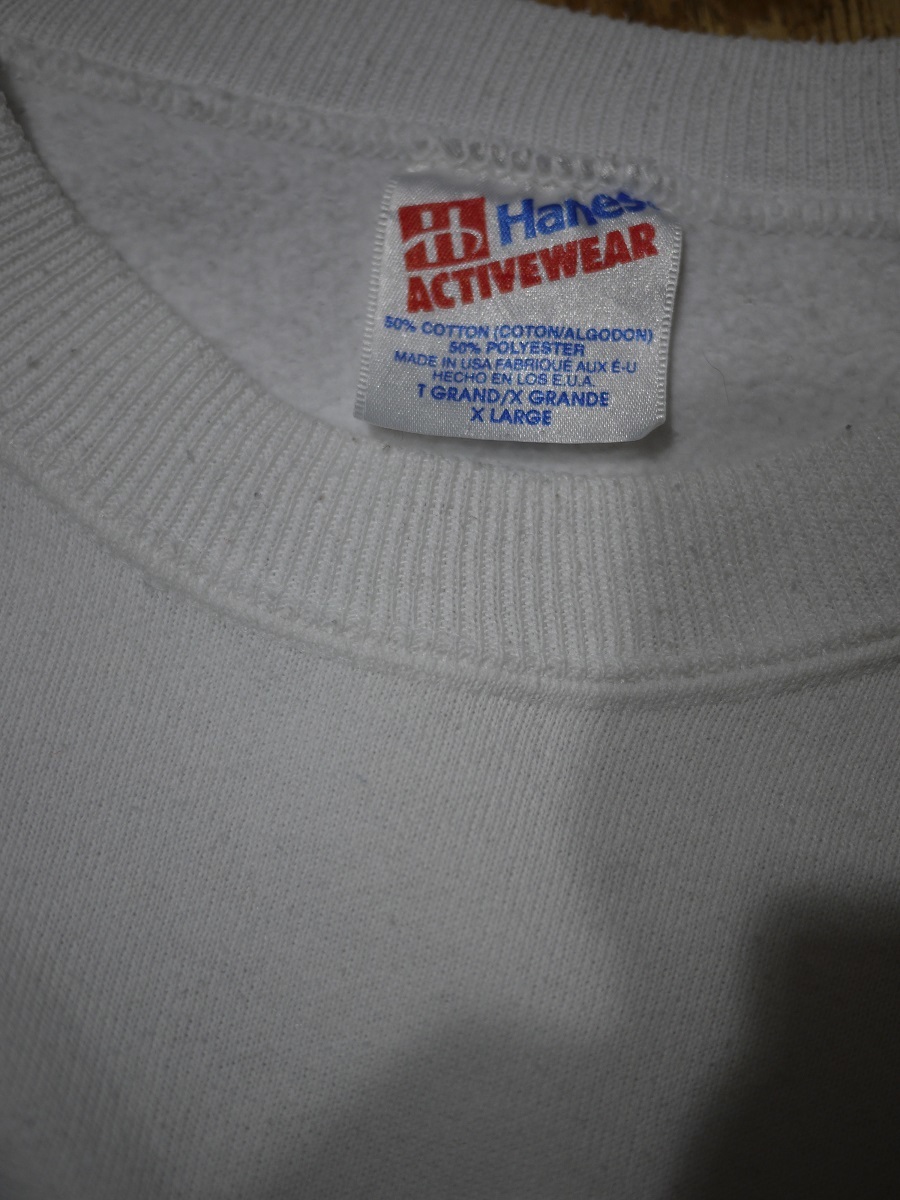 Hanes
ACTIVEWEAR
50% COTTON (COTON/ALGODON)
50% POLYESTER
MADE IN USA FABRIQUÉ AUX É-U
HECHO EN LOS E.U.A.
T GRAND/X GRANDE
X LARGE